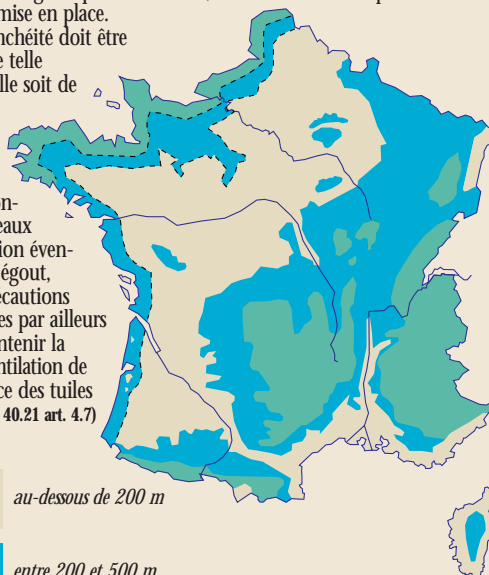 mise en place.
nchéité doit être
e telle
lle soit de
on-
eaux
ion éven-
égout,
écautions
es par ailleurs
ntenir la
ntilation de
ce des tuiles
40.21 art. 4.7)
au-dessous de 200 m
entre 200 et 500 m